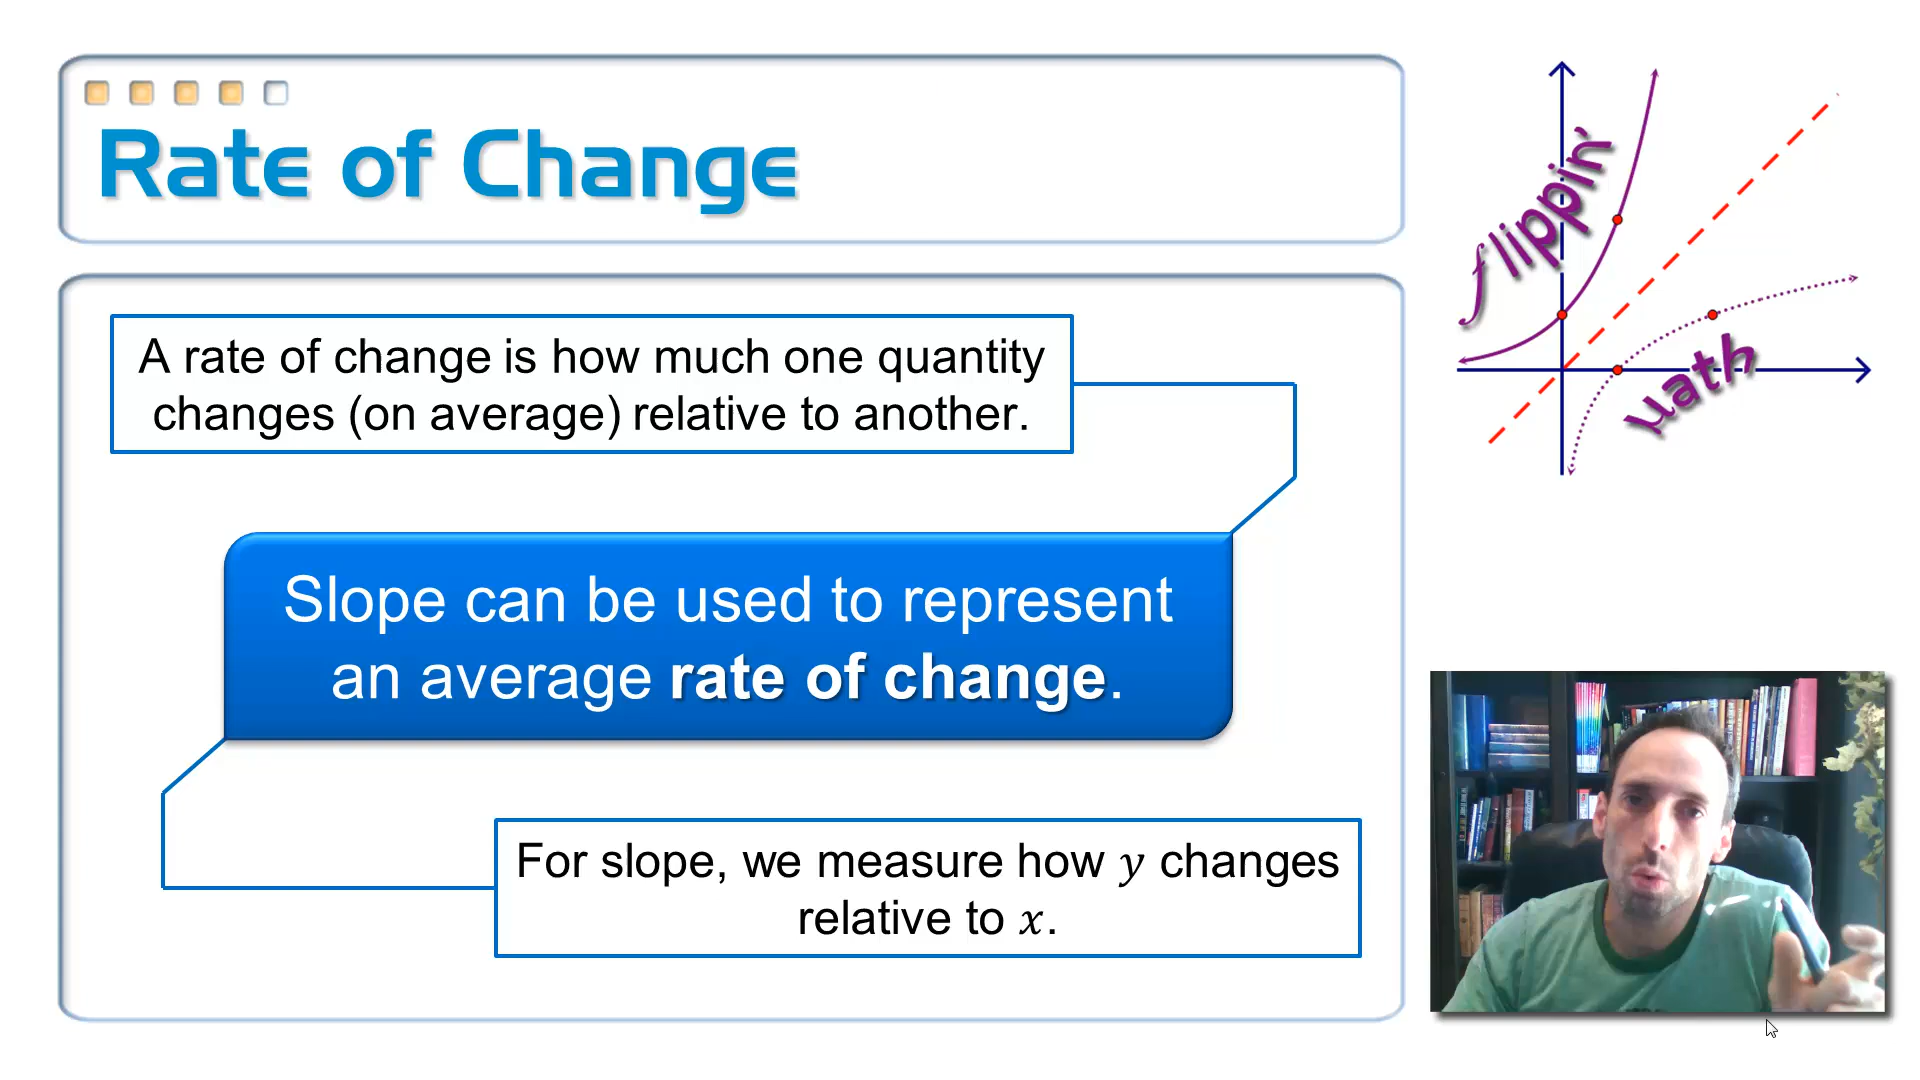 Rate of Change
A rate of change is how much one quantity
changes (on average) relative to another.
Slope can be used to represent
an average rate of change.
For slope, we measure how y changes
relative to x.
flippin'
μath